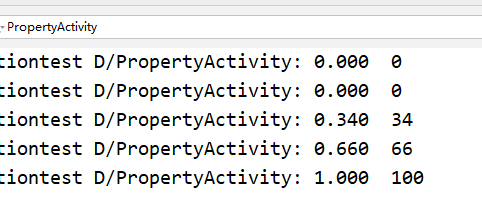 PropertyActivity
tiontest D/PropertyActivity: 0.000  0
tiontest D/PropertyActivity: 0.000  0
tiontest D/PropertyActivity: 0.340  34
tiontest D/PropertyActivity: 0.660  66
tiontest D/PropertyActivity: 1.000  100